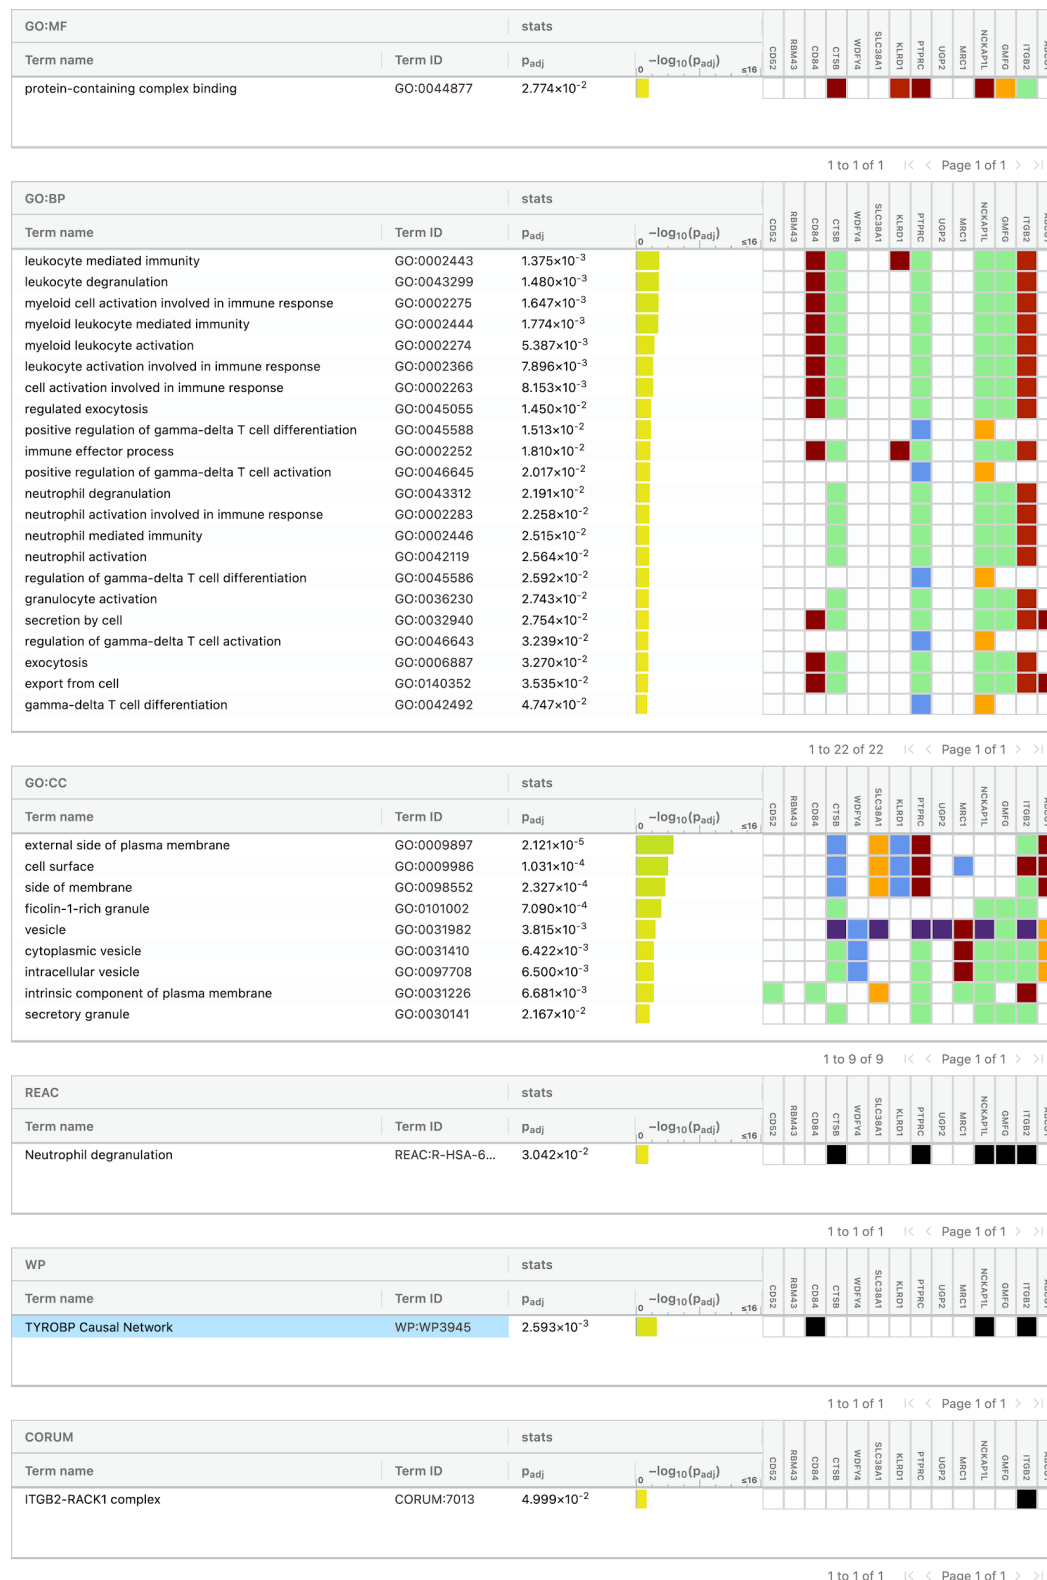 GO:MF stats CD52 RBM43 CD84 CTSB WDFY4 SLC38A1 KLRD1 PTPRC UGP2 MRC1 NCKAP1L GMFG ITGB2
Term name Term ID padj −log10(padj)
0 ≤16
protein-containing complex binding GO:0044877 2.774×10-2
1 to 1 of 1 Page 1 of 1
GO:BP stats CD52 RBM43 CD84 CTSB WDFY4 SLC38A1 KLRD1 PTPRC UGP2 MRC1 NCKAP1L GMFG ITGB2
Term name Term ID padj −log10(padj)
0 ≤16
leukocyte mediated immunity GO:0002443 1.375×10-3
leukocyte degranulation GO:0043299 1.480×10-3
myeloid cell activation involved in immune response GO:0002275 1.647×10-3
myeloid leukocyte mediated immunity GO:0002444 1.774×10-3
myeloid leukocyte activation GO:0002274 5.387×10-3
leukocyte activation involved in immune response GO:0002366 7.896×10-3
cell activation involved in immune response GO:0002263 8.153×10-3
regulated exocytosis GO:0045055 1.450×10-2
positive regulation of gamma-delta T cell differentiation GO:0045588 1.513×10-2
immune effector process GO:0002252 1.810×10-2
positive regulation of gamma-delta T cell activation GO:0046645 2.017×10-2
neutrophil degranulation GO:0043312 2.191×10-2
neutrophil activation involved in immune response GO:0002283 2.258×10-2
neutrophil mediated immunity GO:0002446 2.515×10-2
neutrophil activation GO:0042119 2.564×10-2
regulation of gamma-delta T cell differentiation GO:0045586 2.592×10-2
granulocyte activation GO:0036230 2.743×10-2
secretion by cell GO:0032940 2.754×10-2
regulation of gamma-delta T cell activation GO:0046643 3.239×10-2
exocytosis GO:0006887 3.270×10-2
export from cell GO:0140352 3.535×10-2
gamma-delta T cell differentiation GO:0042492 4.747×10-2
1 to 22 of 22 Page 1 of 1
GO:CC stats CD52 RBM43 CD84 CTSB WDFY4 SLC38A1 KLRD1 PTPRC UGP2 MRC1 NCKAP1L GMFG ITGB2
Term name Term ID padj −log10(padj)
0 ≤16
external side of plasma membrane GO:0009897 2.121×10-5
cell surface GO:0009986 1.031×10-4
side of membrane GO:0098552 2.327×10-4
ficolin-1-rich granule GO:0101002 7.090×10-4
vesicle GO:0031982 3.815×10-3
cytoplasmic vesicle GO:0031410 6.422×10-3
intracellular vesicle GO:0097708 6.500×10-3
intrinsic component of plasma membrane GO:0031226 6.681×10-3
secretory granule GO:0030141 2.167×10-2
1 to 9 of 9 Page 1 of 1
REAC stats CD52 RBM43 CD84 CTSB WDFY4 SLC38A1 KLRD1 PTPRC UGP2 MRC1 NCKAP1L GMFG ITGB2
Term name Term ID padj −log10(padj)
0 ≤16
Neutrophil degranulation REAC:R-HSA-6... 3.042×10-2
1 to 1 of 1 Page 1 of 1
WP stats CD52 RBM43 CD84 CTSB WDFY4 SLC38A1 KLRD1 PTPRC UGP2 MRC1 NCKAP1L GMFG ITGB2
Term name Term ID padj −log10(padj)
0 ≤16
TYROBP Causal Network WP:WP3945 2.593×10-3
1 to 1 of 1 Page 1 of 1
CORUM stats CD52 RBM43 CD84 CTSB WDFY4 SLC38A1 KLRD1 PTPRC UGP2 MRC1 NCKAP1L GMFG ITGB2
Term name Term ID padj −log10(padj)
0 ≤16
ITGB2-RACK1 complex CORUM:7013 4.999×10-2
1 to 1 of 1 Page 1 of 1